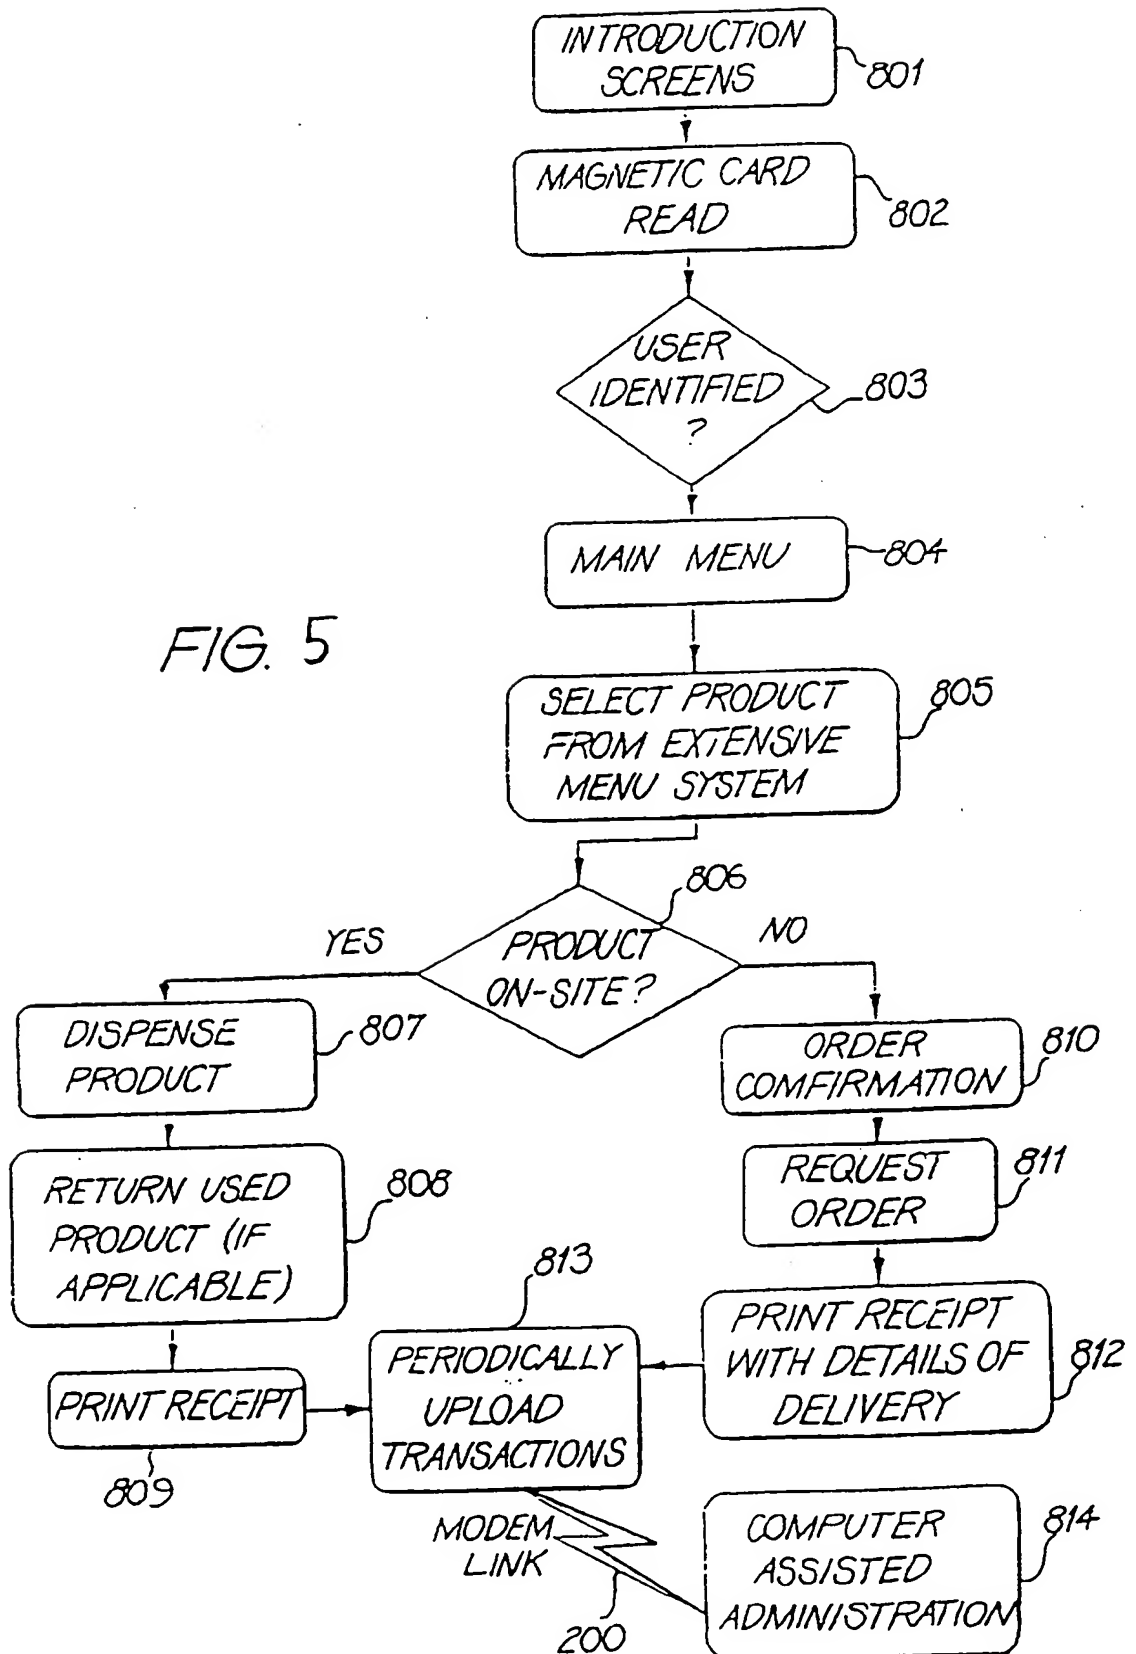 INTRODUCTION
SCREENS
801
MAGNETIC CARD
READ
802
USER
IDENTIFIED
?
803
MAIN MENU
804
FIG. 5
SELECT PRODUCT
FROM EXTENSIVE
MENU SYSTEM
805
PRODUCT
ON-SITE?
806
YES
NO
DISPENSE
PRODUCT
807
ORDER
COMFIRMATION
810
RETURN USED
PRODUCT (IF
APPLICABLE)
808
REQUEST
ORDER
811
PRINT RECEIPT
809
PERIODICALLY
UPLOAD
TRANSACTIONS
813
PRINT RECEIPT
WITH DETAILS OF
DELIVERY
812
MODEM
LINK
200
COMPUTER
ASSISTED
ADMINISTRATION
814